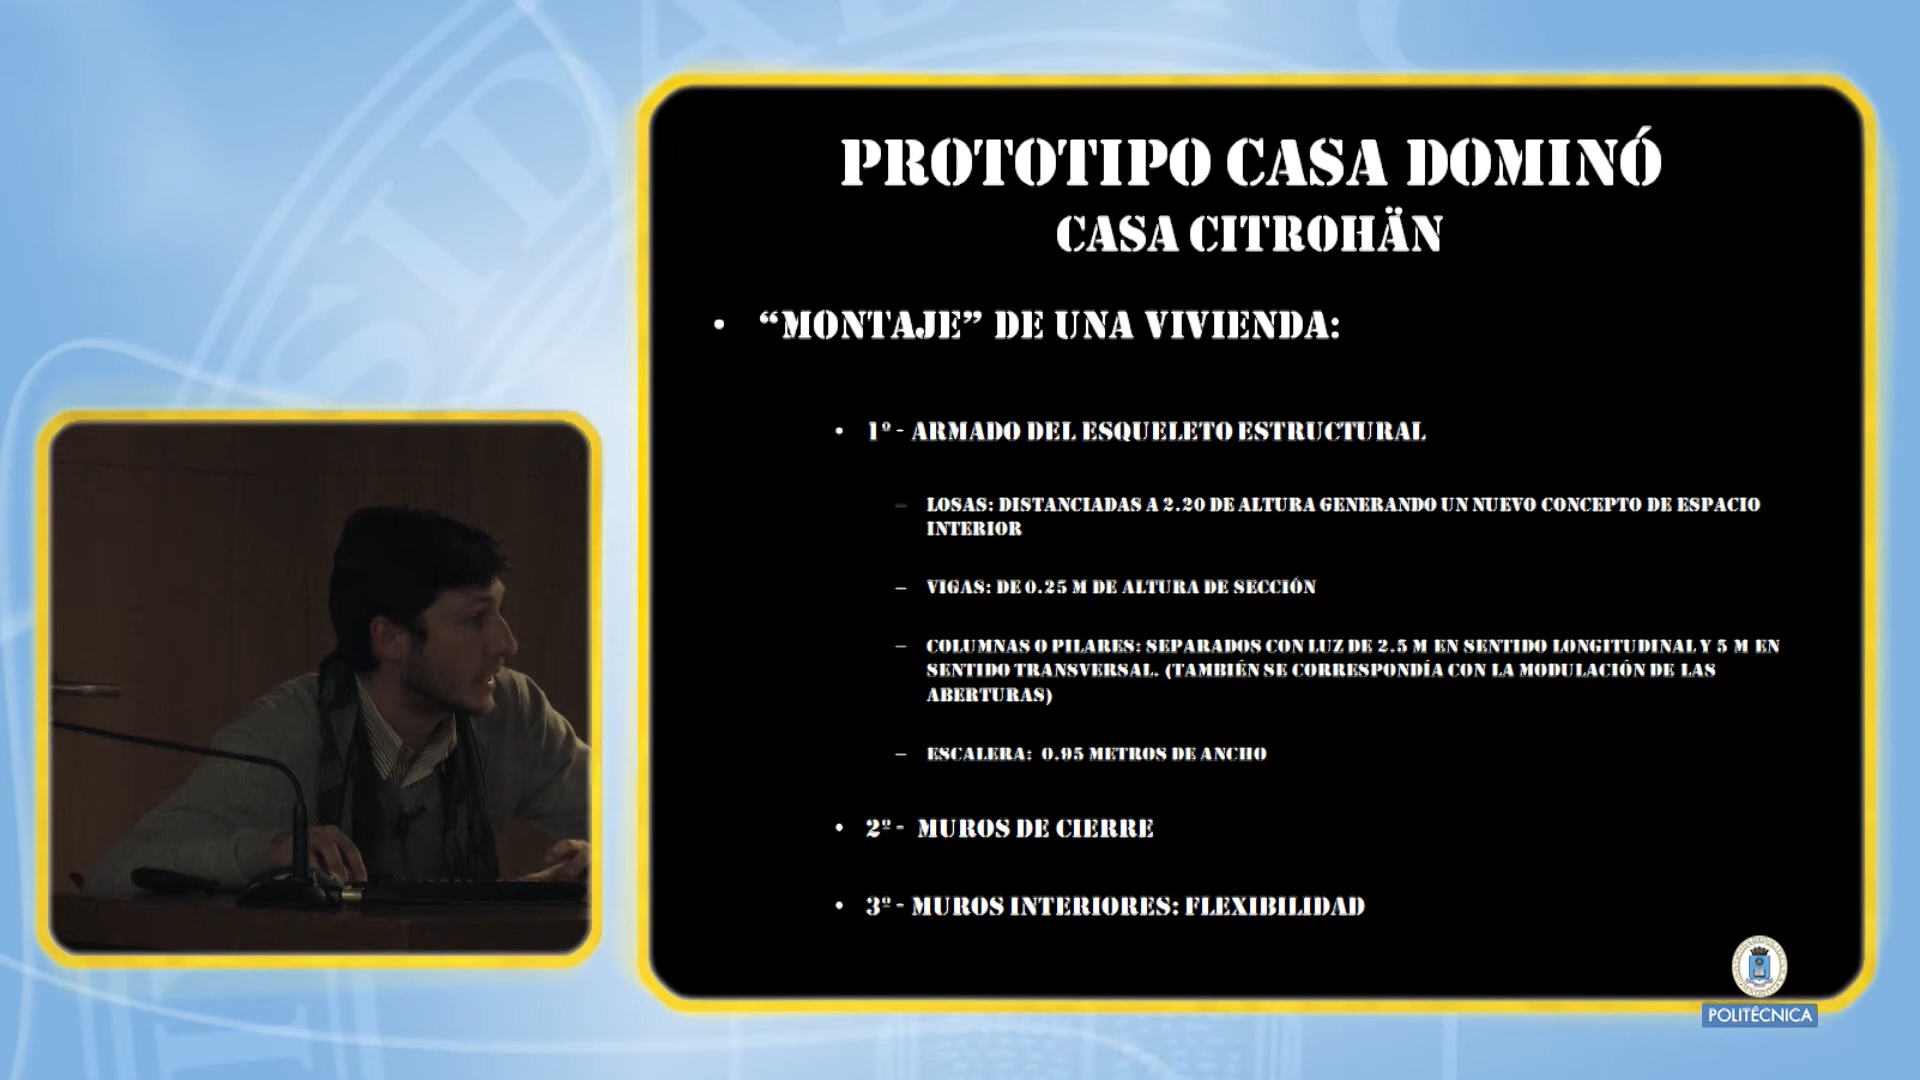 PROTOTIPO CASA DOMINÓ
CASA CITROHÄN
• “MONTAJE” DE UNA VIVIENDA:
• 1º - ARMADO DEL ESQUELETO ESTRUCTURAL
– LOSAS: DISTANCIADAS A 2.20 DE ALTURA GENERANDO UN NUEVO CONCEPTO DE ESPACIO
INTERIOR
– VIGAS: DE 0.25 M DE ALTURA DE SECCIÓN
– COLUMNAS O PILARES: SEPARADOS CON LUZ DE 2.5 M EN SENTIDO LONGITUDINAL Y 5 M EN
SENTIDO TRANSVERSAL. (TAMBIÉN SE CORRESPONDÍA CON LA MODULACIÓN DE LAS
ABERTURAS)
– ESCALERA: 0.95 METROS DE ANCHO
• 2º - MUROS DE CIERRE
• 3º - MUROS INTERIORES: FLEXIBILIDAD
POLITÉCNICA